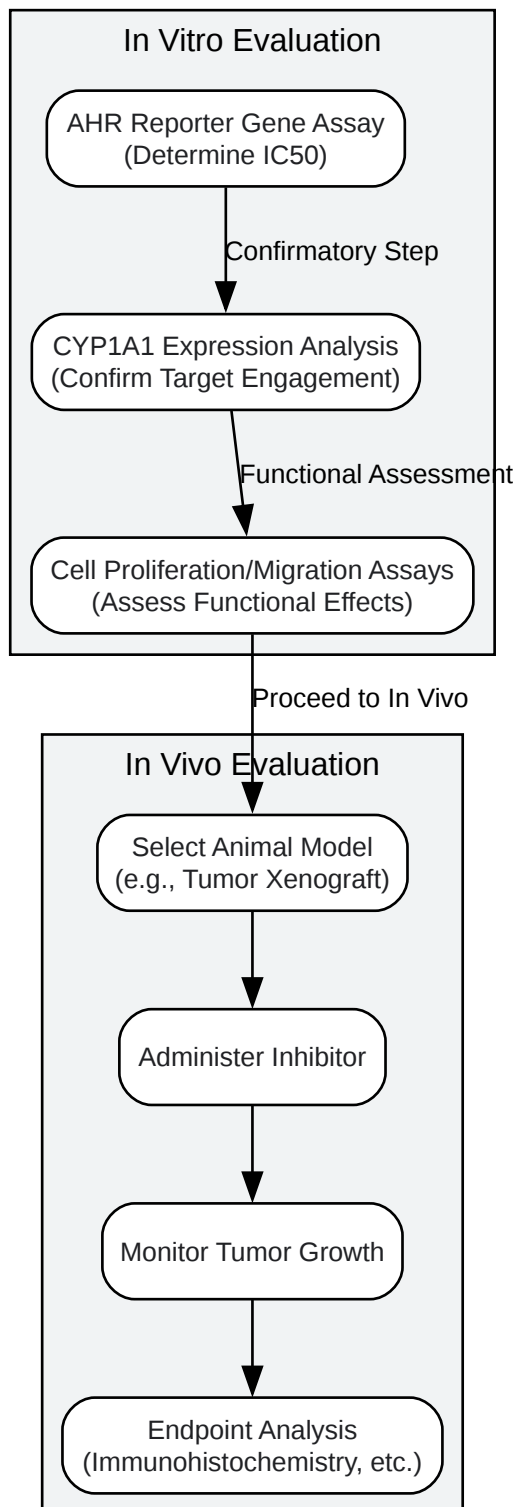 In Vitro Evaluation
AHR Reporter Gene Assay
(Determine IC50)
Confirmatory Step
CYP1A1 Expression Analysis
(Confirm Target Engagement)
Functional Assessment
Cell Proliferation/Migration Assays
(Assess Functional Effects)
Proceed to In Vivo
In Vivo Evaluation
Select Animal Model
(e.g., Tumor Xenograft)
Administer Inhibitor
Monitor Tumor Growth
Endpoint Analysis
(Immunohistochemistry, etc.)